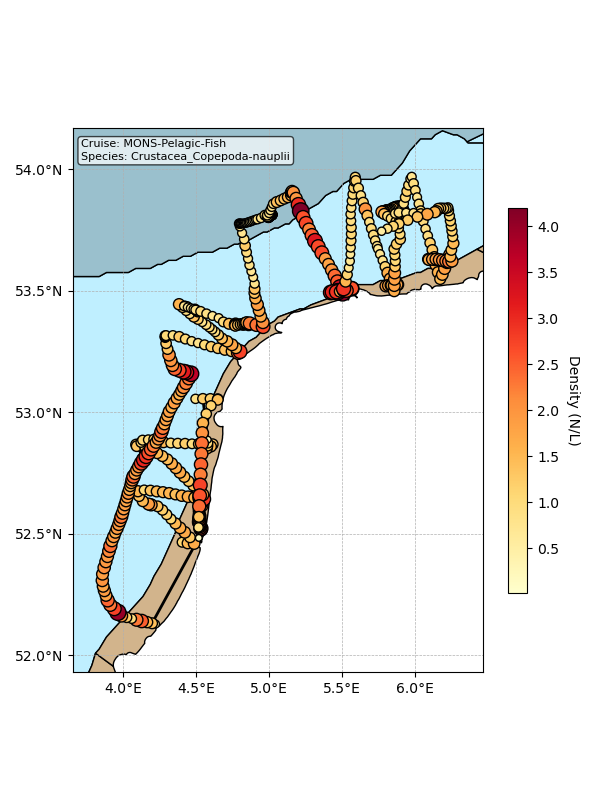 Cruise: MONS-Pelagic-Fish
Species: Crustacea_Copepoda-nauplii
54.0°N
53.5°N
53.0°N
52.5°N
52.0°N
4.0°E 4.5°E 5.0°E 5.5°E 6.0°E
4.0
3.5
3.0
2.5
2.0
1.5
1.0
0.5
Density (N/L)